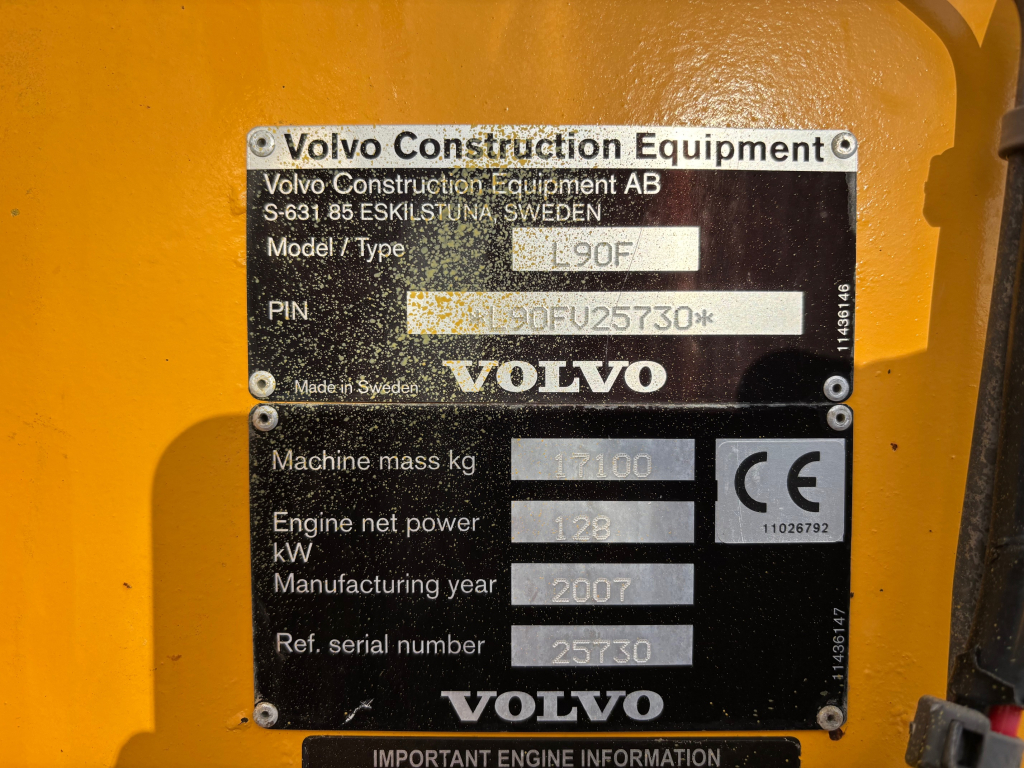 Volvo Construction Equipment
Volvo Construction Equipment AB
S-631 85 ESKILSTUNA, SWEDEN
Model / Type L90F
PIN *L90FV25730*
11436146
Made in Sweden VOLVO
Machine mass kg 17100
CE
11026792
Engine net power 128
kW
Manufacturing year 2007
Ref. serial number 25730
11436147
VOLVO
IMPORTANT ENGINE INFORMATION